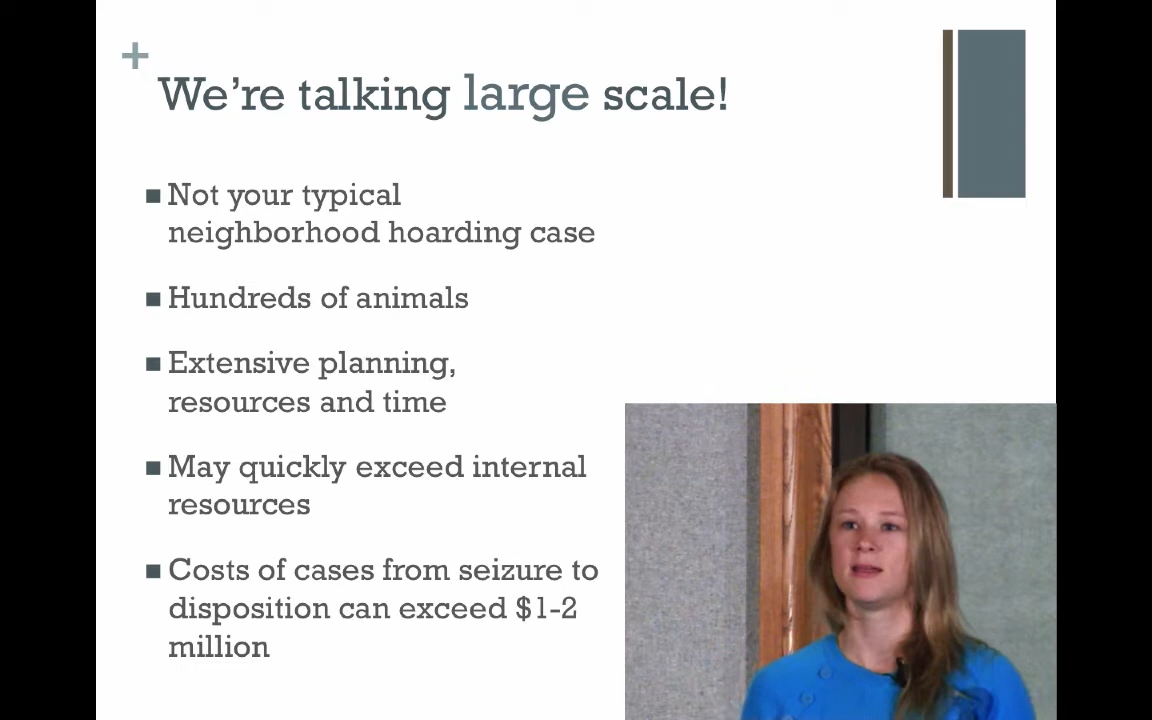 We're talking large scale!
Not your typical
neighborhood hoarding case
Hundreds of animals
Extensive planning,
resources and time
May quickly exceed internal
resources
Costs of cases from seizure to
disposition can exceed $1-2
million